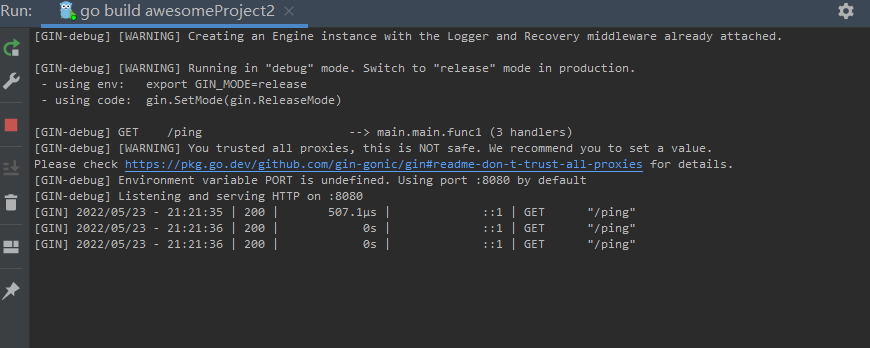 Run: go build awesomeProject2 ×
[GIN-debug] [WARNING] Creating an Engine instance with the Logger and Recovery middleware already attached.
[GIN-debug] [WARNING] Running in "debug" mode. Switch to "release" mode in production.
- using env:   export GIN_MODE=release
- using code:  gin.SetMode(gin.ReleaseMode)
[GIN-debug] GET    /ping                     --> main.main.func1 (3 handlers)
[GIN-debug] [WARNING] You trusted all proxies, this is NOT safe. We recommend you to set a value.
Please check https://pkg.go.dev/github.com/gin-gonic/gin#readme-don-t-trust-all-proxies for details.
[GIN-debug] Environment variable PORT is undefined. Using port :8080 by default
[GIN-debug] Listening and serving HTTP on :8080
[GIN] 2022/05/23 - 21:21:35 | 200 |       507.1µs |             ::1 | GET      "/ping"
[GIN] 2022/05/23 - 21:21:36 | 200 |            0s |             ::1 | GET      "/ping"
[GIN] 2022/05/23 - 21:21:36 | 200 |            0s |             ::1 | GET      "/ping"